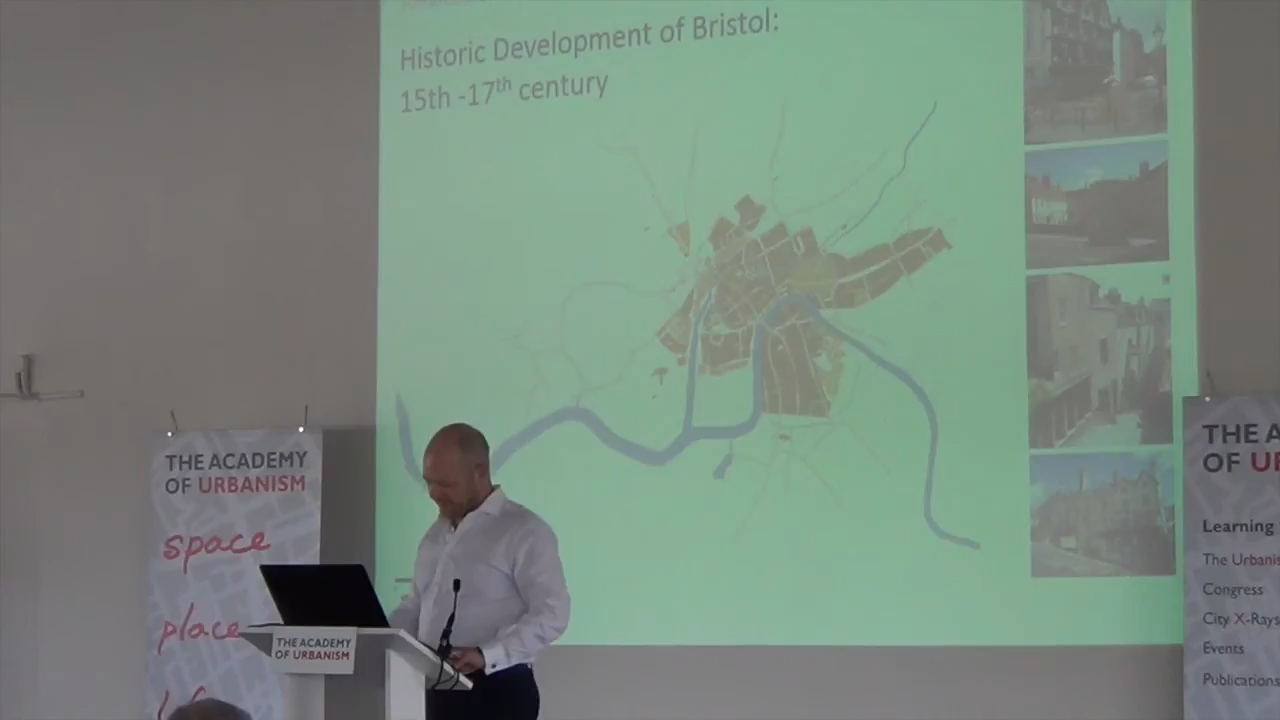 Historic Development of Bristol:
15th -17th century
THE ACADEMY
OF URBANISM
space
place
THE ACADEMY
OF URBANISM
THE A
OF U
Learning
The Urbanis
Congress
City X-Rays
Events
Publications